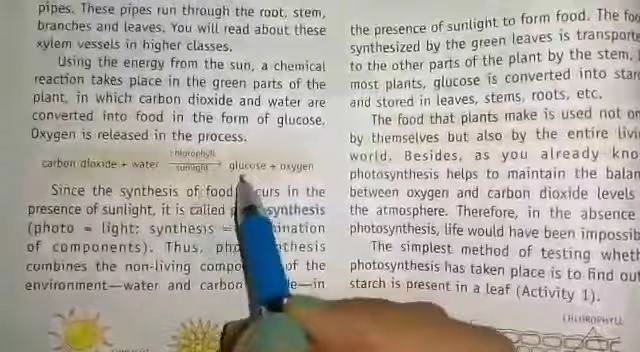 pipes. These pipes run through the root, stem,
branches and leaves. You will read about these
xylem vessels in higher classes.
Using the energy from the sun, a chemical
reaction takes place in the green parts of the
plant, in which carbon dioxide and water are
converted into food in the form of glucose.
Oxygen is released in the process.
chlorophyll
carbon dioxide + water → glucose + oxygen
sunlight
Since the synthesis of food curs in the
presence of sunlight, it is called synthesis
(photo = light: synthesis = ination
of components). Thus, pho thesis
combines the non-living compo of the
environment—water and carbon e—in
the presence of sunlight to form food. The foo
synthesized by the green leaves is transporte
to the other parts of the plant by the stem.
most plants, glucose is converted into star
and stored in leaves, stems, roots, etc.
The food that plants make is used not on
by themselves but also by the entire livi
world. Besides, as you already kno
photosynthesis helps to maintain the balan
between oxygen and carbon dioxide levels
the atmosphere. Therefore, in the absence
photosynthesis, life would have been impossib
The simplest method of testing whet
photosynthesis has taken place is to find out
starch is present in a leaf (Activity 1).
CHLOROPHYLL